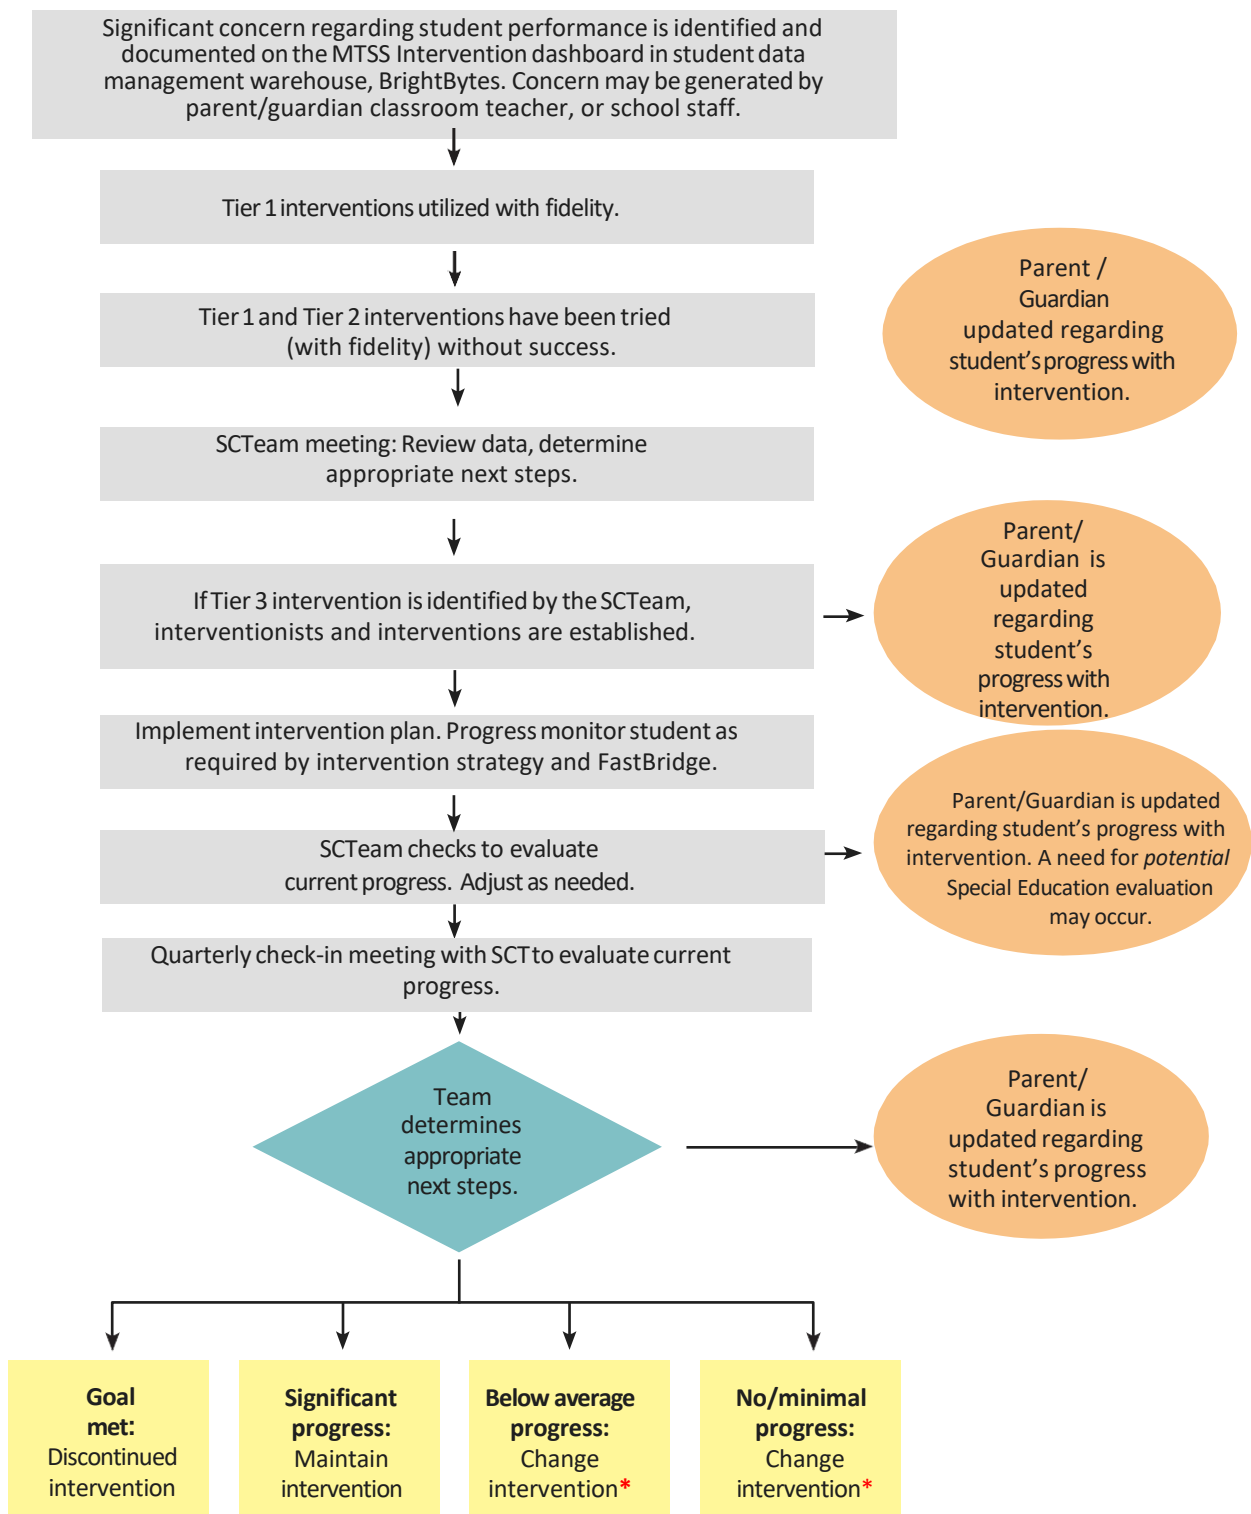 Significant concern regarding student performance is identified and
documented on the MTSS Intervention dashboard in student data
management warehouse, BrightBytes. Concern may be generated by
parent/guardian classroom teacher, or school staff.
Tier 1 interventions utilized with fidelity.
Tier 1 and Tier 2 interventions have been tried
(with fidelity) without success.
Parent /
Guardian
updated regarding
student's progress with
intervention.
SCTeam meeting: Review data, determine
appropriate next steps.
If Tier 3 intervention is identified by the SCTeam,
interventionists and interventions are established.
Parent/
Guardian is
updated
regarding
student's
progress with
intervention.
Implement intervention plan. Progress monitor student as
required by intervention strategy and FastBridge.
SCTeam checks to evaluate
current progress. Adjust as needed.
Parent/Guardian is updated
regarding student's progress with
intervention. A need for potential
Special Education evaluation
may occur.
Quarterly check-in meeting with SCT to evaluate current
progress.
Team
determines
appropriate
next steps.
Parent/
Guardian is
updated regarding
student's progress
with intervention.
Goal
met:
Discontinued
intervention
Significant
progress:
Maintain
intervention
Below average
progress:
Change
intervention*
No/minimal
progress:
Change
intervention*